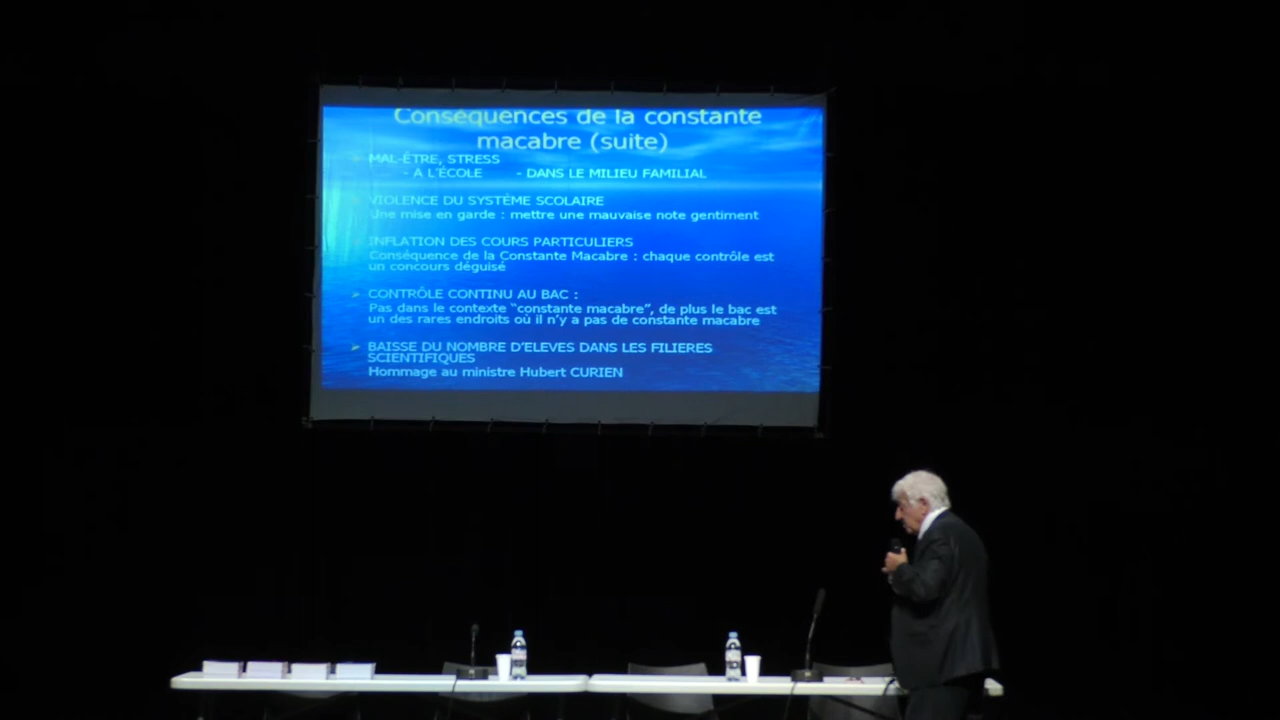 Conséquences de la constante
macabre (suite)
MAL-ÊTRE, STRESS
- A L'ÉCOLE - DANS LE MILIEU FAMILIAL
VIOLENCE DU SYSTÈME SCOLAIRE
Une mise en garde : mettre une mauvaise note gentiment
INFLATION DES COURS PARTICULIERS
Conséquence de la Constante Macabre : chaque contrôle est
un concours déguisé
➢ CONTRÔLE CONTINU AU BAC :
Pas dans le contexte "constante macabre", de plus le bac est
un des rares endroits où il n'y a pas de constante macabre
➢ BAISSE DU NOMBRE D'ELEVES DANS LES FILIERES
SCIENTIFIQUES
Hommage au ministre Hubert CURIEN